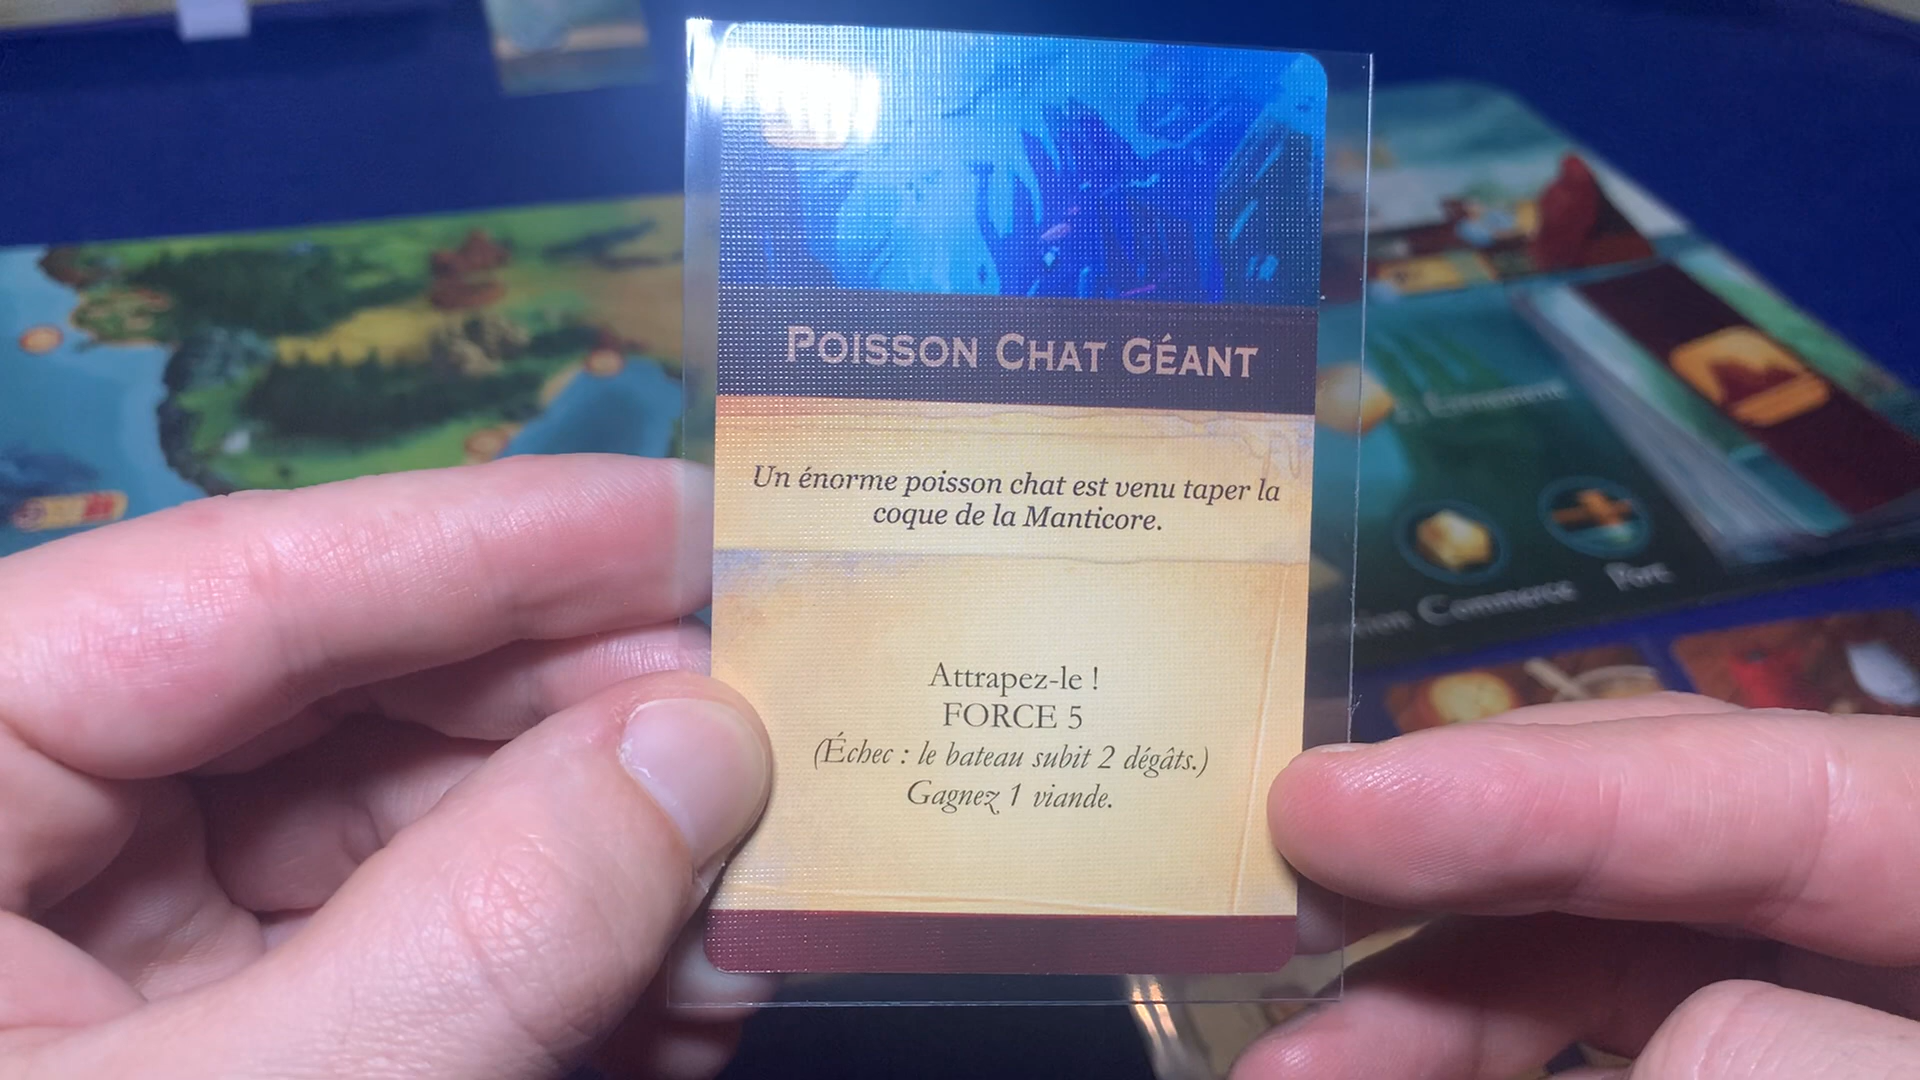 POISSON CHAT GÉANT
Un énorme poisson chat est venu taper la
coque de la Manticore.
Attrapez-le !
FORCE 5
(Échec : le bateau subit 2 dégâts.)
Gagnez 1 viande.
Commerce
Port